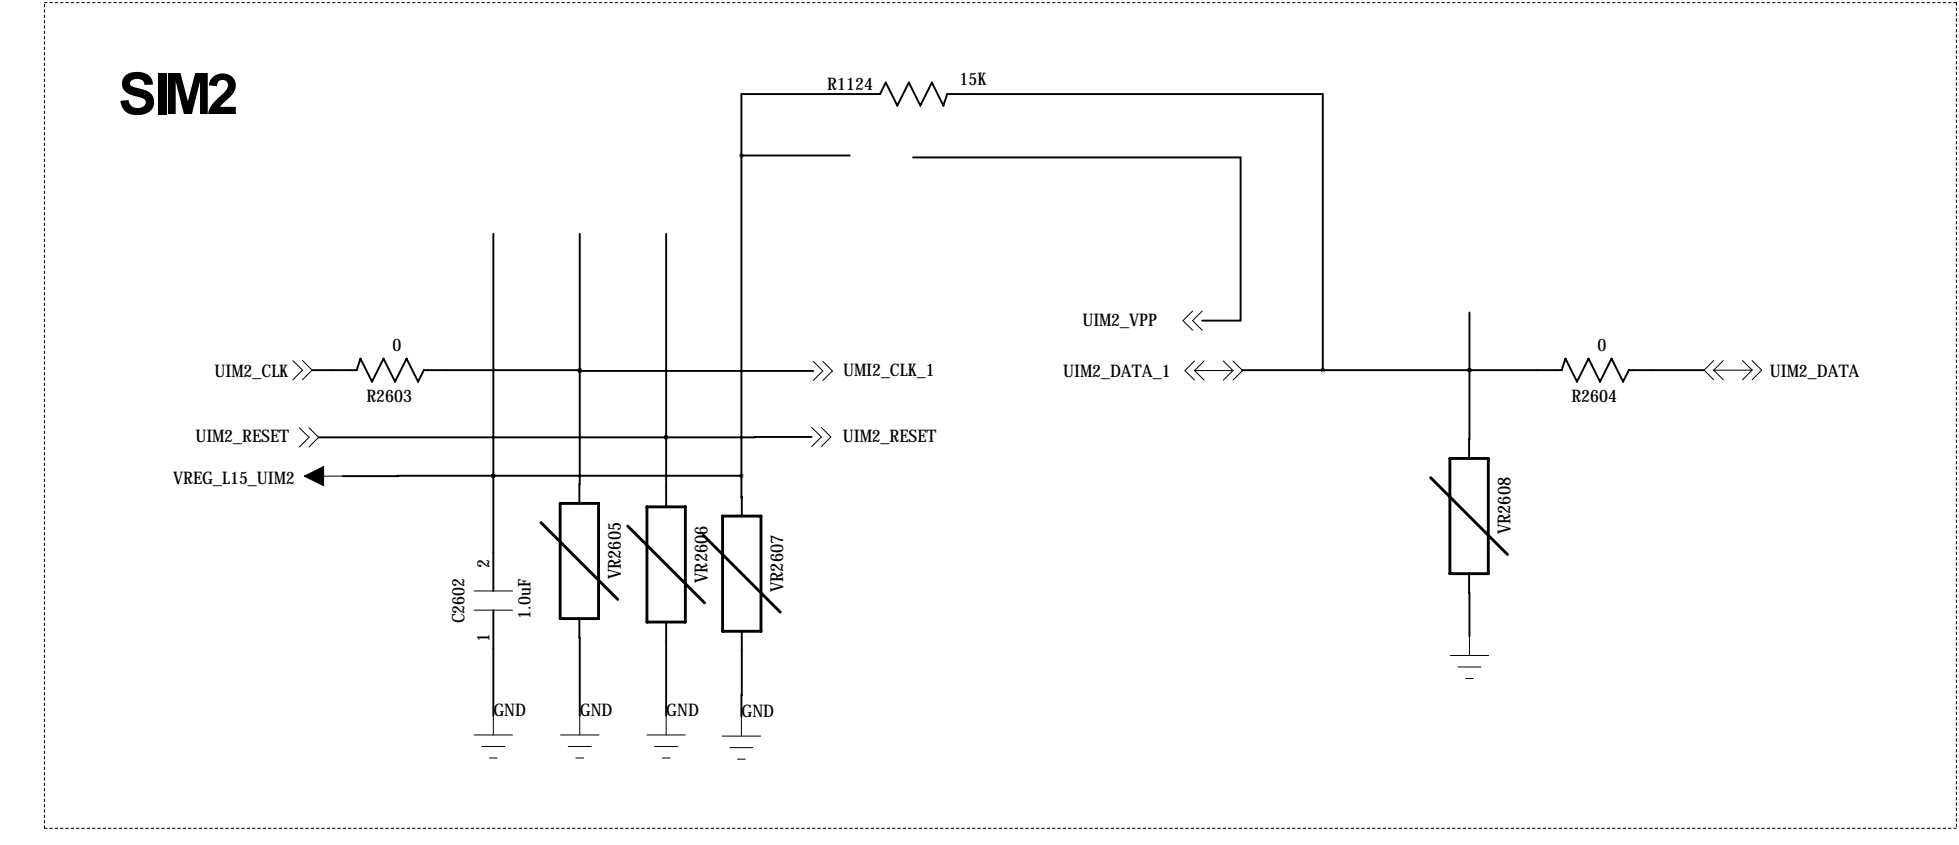 SIM2
R1124
15K
UIM2_VPP
0
0
UIM2_CLK
UMI2_CLK_1
UIM2_DATA_1
UIM2_DATA
R2603
R2604
UIM2_RESET
UIM2_RESET
VREG_L15_UIM2
VR2608
VR2605
VR2606
VR2607
2
C2602
1.0uF
1
GND
GND
GND
GND